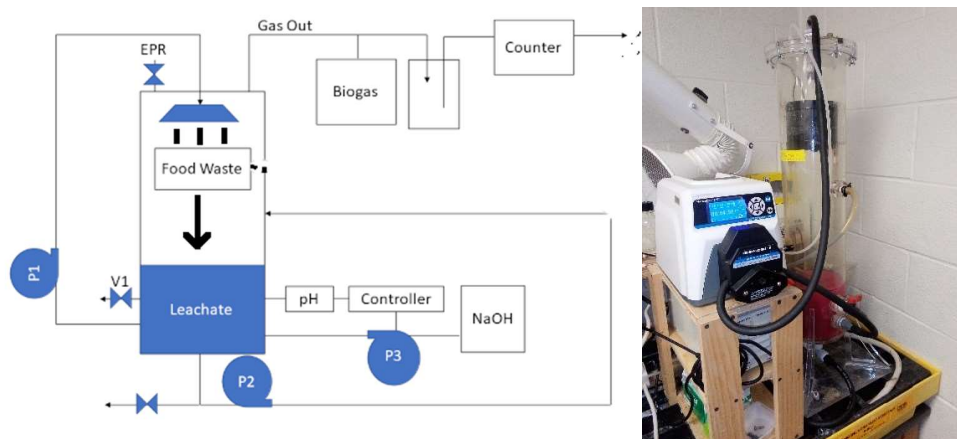 Gas Out
EPR
Counter
Biogas
Food Waste
P1
V1
Leachate
pH
Controller
NaOH
P2
P3